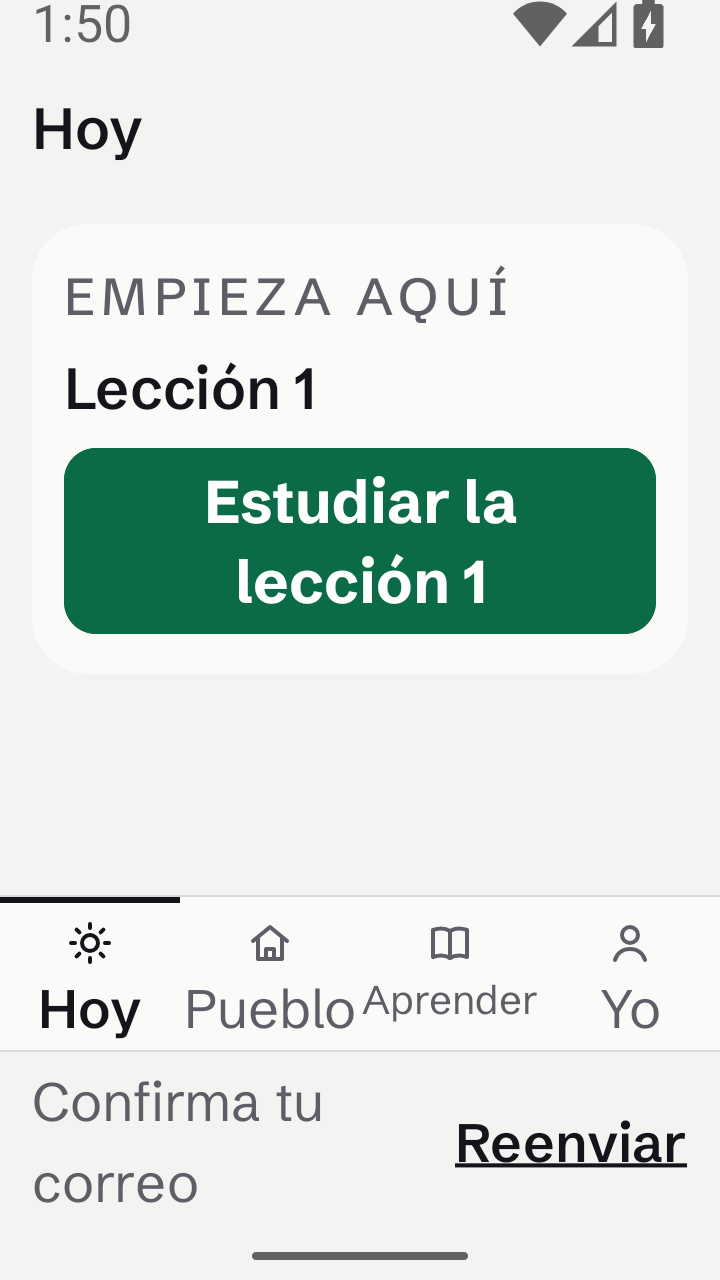 1:50
Hoy
EMPIEZA AQUÍ
Lección 1
Estudiar la
lección 1
Hoy
Pueblo
Aprender
Yo
Confirma tu
correo
Reenviar